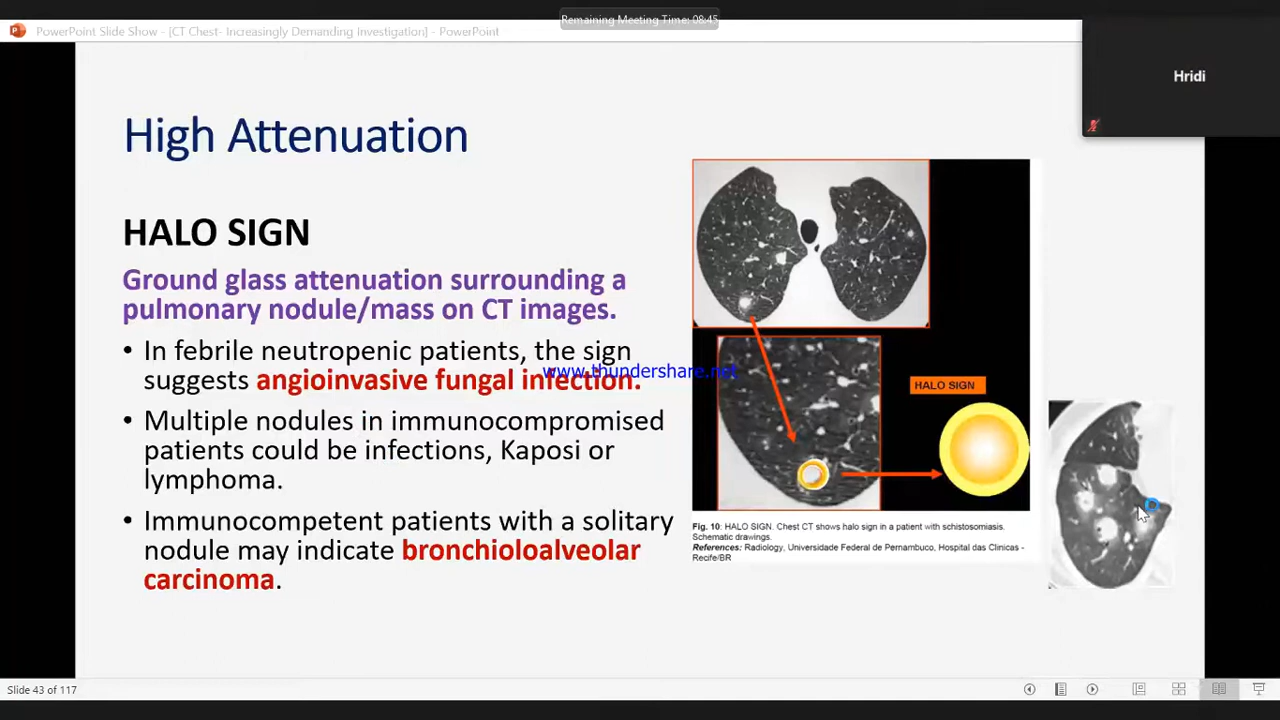 Remaining Meeting Time: 08:45
PowerPoint Slide Show - [CT Chest- Increasingly Demanding Investigation] - PowerPoint
Hridi
High Attenuation
HALO SIGN
Ground glass attenuation surrounding a
pulmonary nodule/mass on CT images.
• In febrile neutropenic patients, the sign
suggests angioinvasive fungal infection.
www.thundershare.net
• Multiple nodules in immunocompromised
patients could be infections, Kaposi or
lymphoma.
• Immunocompetent patients with a solitary
nodule may indicate bronchioloalveolar
carcinoma.
HALO SIGN
Fig. 10: HALO SIGN. Chest CT shows halo sign in a patient with schistosomiasis.
Schematic drawings.
References: Radiology, Universidade Federal de Pernambuco, Hospital das Clinicas -
Recife/BR
Slide 43 of 117